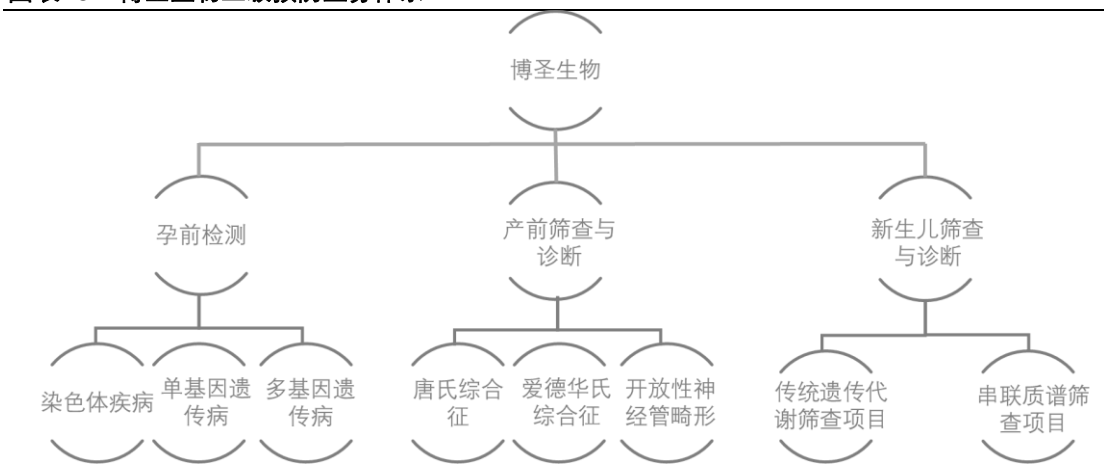 博圣生物
孕前检测
产前筛查与
诊断
新生儿筛查
与诊断
染色体疾病
单基因遗
传病
多基因遗
传病
唐氏综合
征
爱德华氏
综合征
开放性神
经管畸形
传统遗传代
谢筛查项目
串联质谱筛
查项目